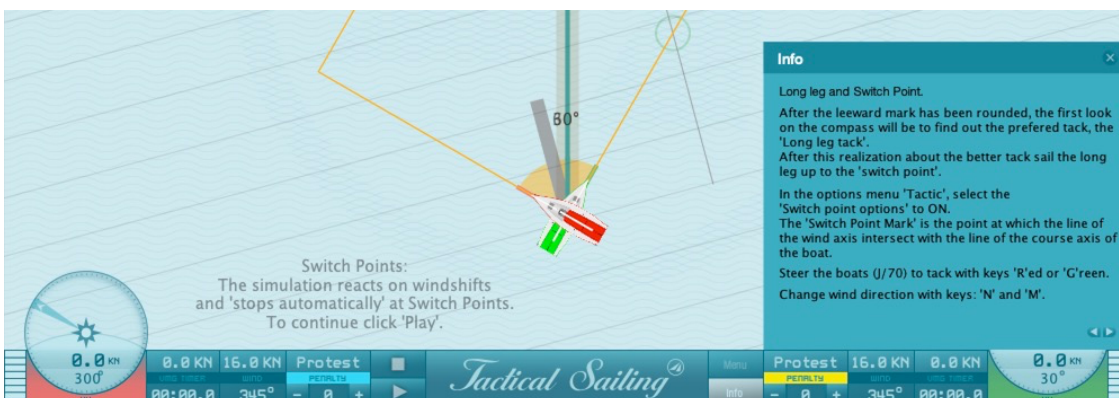 Info
Long leg and Switch Point.
After the leeward mark has been rounded, the first look
on the compass will be to find out the prefered tack, the
'Long leg tack'.
After this realization about the better tack sail the long
leg up to the 'switch point'.
In the options menu 'Tactic', select the
'Switch point options' to ON.
The 'Switch Point Mark' is the point at which the line of
the wind axis intersect with the line of the course axis of
the boat.
Steer the boats (J/70) to tack with keys 'R'ed or 'G'reen.
Change wind direction with keys: 'N' and 'M'.
Switch Points:
The simulation reacts on windshifts
and 'stops automatically' at Switch Points.
To continue click 'Play'.
0.0 KN
300°
0.0 KN 16.0 KN Protest
VMG TIMER WIND PENALTY
00:00.0 345° - 0 +
Tactical Sailing
Menu
Info
Protest 16.0 KN 0.0 KN
PENALTY WIND VMG TIMER
- 0 + 345° 00:00.0
0.0 KN
30°